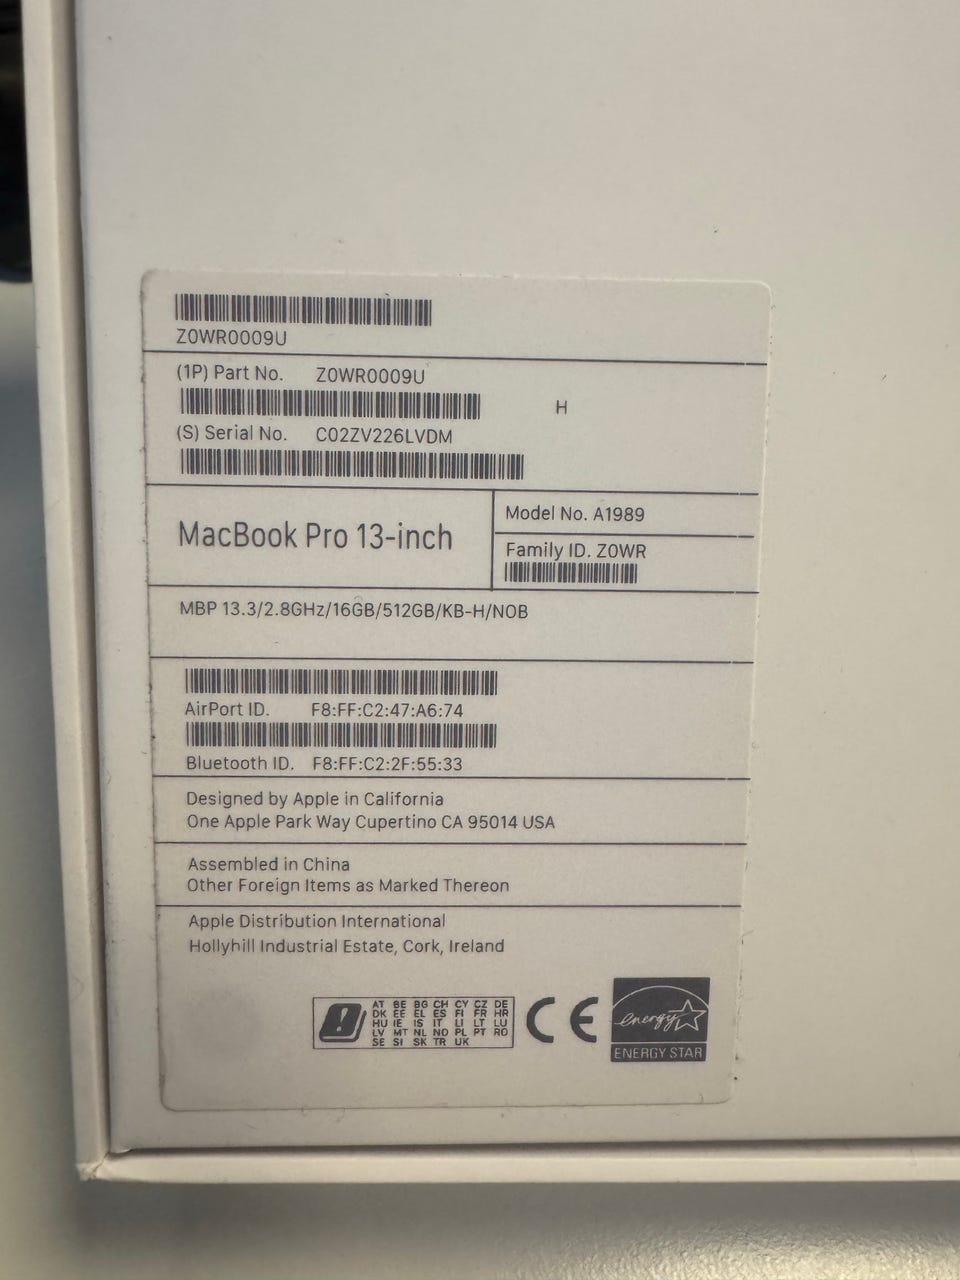 Z0WR0009U
(1P) Part No. Z0WR0009U
H
(S) Serial No. C02ZV226LVDM
MacBook Pro 13-inch
Model No. A1989
Family ID. Z0WR
MBP 13.3/2.8GHz/16GB/512GB/KB-H/NOB
AirPort ID. F8:FF:C2:47:A6:74
Bluetooth ID. F8:FF:C2:2F:55:33
Designed by Apple in California
One Apple Park Way Cupertino CA 95014 USA
Assembled in China
Other Foreign Items as Marked Thereon
Apple Distribution International
Hollyhill Industrial Estate, Cork, Ireland
AT BE BG CH CY CZ DE
DK EE EL ES FI FR HR
HU IE IS IT LI LT LU
LV MT NL NO PL PT RO
SE SI SK TR UK
CE
energy
ENERGY STAR